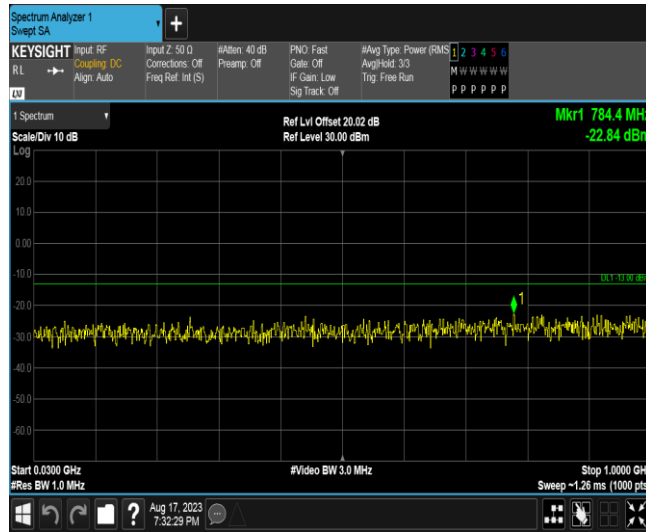 Spectrum Analyzer 1
Swept SA
+
KEYSIGHT
RL
LXI
Input: RF
Coupling: DC
Align: Auto
Input Z: 50 Ω
Corrections: Off
Freq Ref: Int (S)
#Atten: 40 dB
Preamp: Off
PNO: Fast
Gate: Off
IF Gain: Low
Sig Track: Off
#Avg Type: Power (RMS
Avg|Hold: 3/3
Trig: Free Run
1 2 3 4 5 6
M W W W W W
P P P P P P
1 Spectrum
Scale/Div 10 dB
Log
Ref Lvl Offset 20.02 dB
Ref Level 30.00 dBm
Mkr1 784.4 MHz
-22.84 dBm
20.0
10.0
0.00
-10.0
DL1 -13.00 dBm
1
-20.0
-30.0
-40.0
-50.0
-60.0
Start 0.0300 GHz
#Res BW 1.0 MHz
#Video BW 3.0 MHz
Stop 1.0000 GHz
Sweep ~1.26 ms (1000 pts)
?
Aug 17, 2023
7:32:29 PM